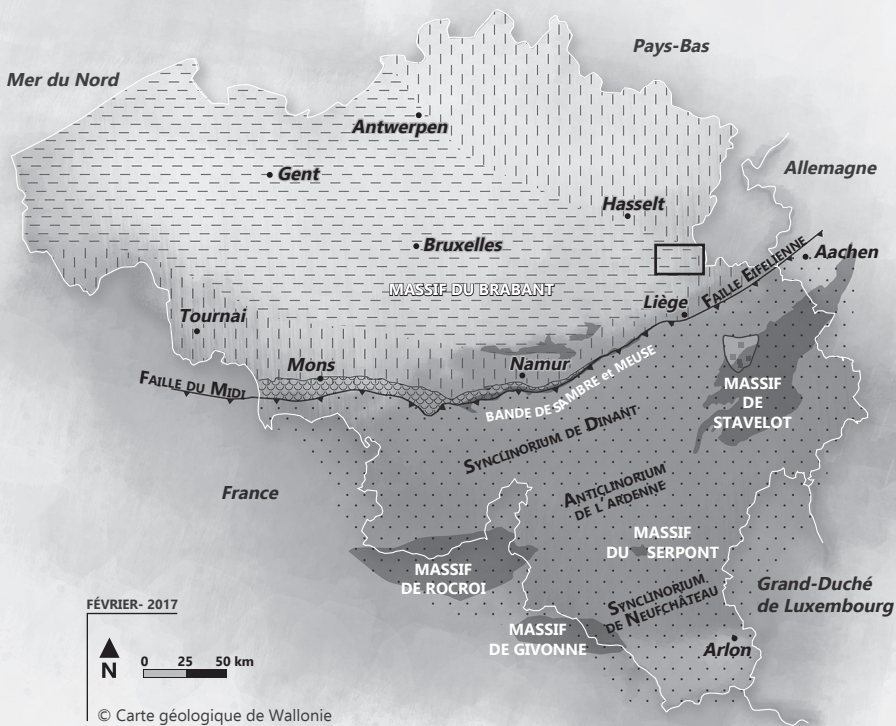 Pays-Bas
Mer du Nord
Antwerpen
Allemagne
Gent
Hasselt
Bruxelles
Aachen
FAILLE EIFELIENNE
MASSIF DU BRABANT
Liège
Tournai
Mons
Namur
FAILLE DU MIDI
BANDE DE SAMBRE et MEUSE
MASSIF
DE
STAVELOT
SYNCLINORIUM DE DINANT
France
ANTICLINORIUM
DE L'ARDENNE
MASSIF
DU SERPONT
MASSIF
DE ROCROI
Grand-Duché
de Luxembourg
SYNCLINORIUM
DE NEUFCHÂTEAU
MASSIF
DE GIVONNE
Arlon
FÉVRIER- 2017
N
0 25 50 km
© Carte géologique de Wallonie